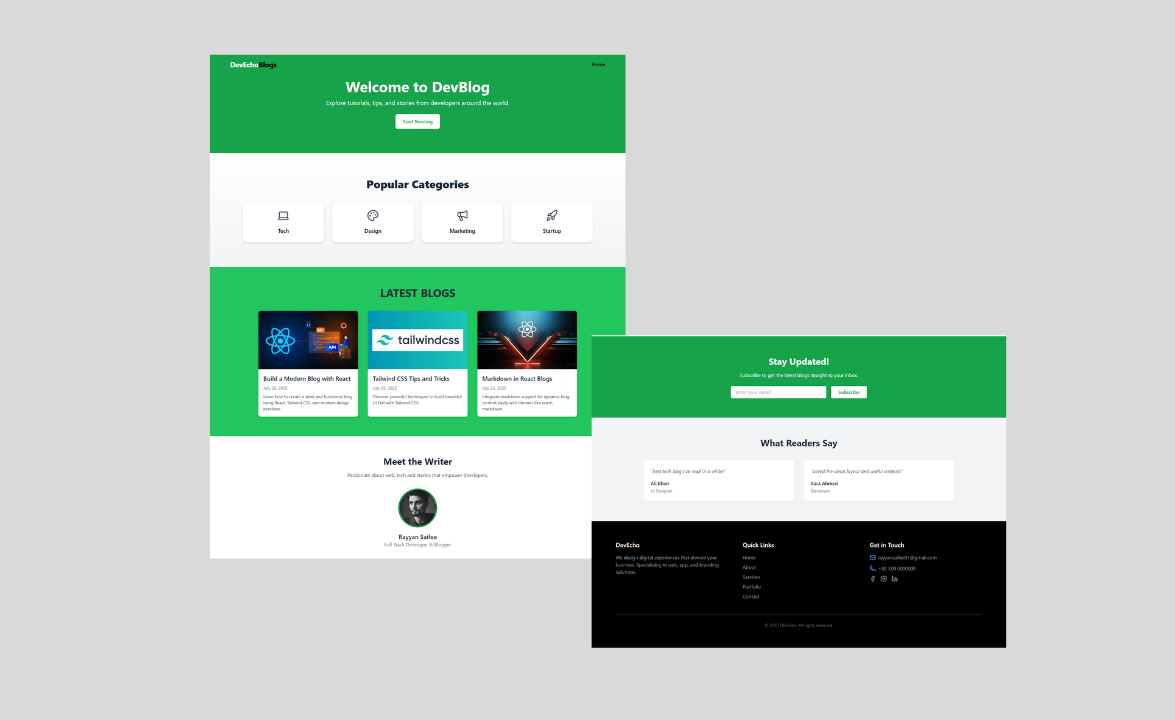 DevEchoBlogs
Home
Welcome to DevBlog
Explore tutorials, tips, and stories from developers around the world.
Start Reading
Popular Categories
Tech
Design
Marketing
Startup
LATEST BLOGS
API
tailwindcss
Build a Modern Blog with React
July 29, 2025
Learn how to create a sleek and functional blog
using React, Tailwind CSS, and modern design
practices.
Tailwind CSS Tips and Tricks
July 25, 2025
Discover powerful techniques to build beautiful
UI fast with Tailwind CSS.
Markdown in React Blogs
July 22, 2025
Integrate markdown support for dynamic blog
content easily with libraries like react-
markdown.
Meet the Writer
Passionate about web, tech and stories that empower developers.
Rayyan Saifee
Full Stack Developer & Blogger
Stay Updated!
Subscribe to get the latest blogs straight to your inbox.
Enter your email
Subscribe
What Readers Say
"Best tech blog I've read in a while!"
Ali Khan
UI Designer
"Loved the clean layout and useful content."
Sara Ahmed
Developer
DevEcho
We design digital experiences that elevate your
business. Specializing in web, app, and branding
solutions.
Quick Links
Home
About
Services
Portfolio
Contact
Get in Touch
rayyansaifee01@gmail.com
+92 300 0000000
© 2025 DevEcho. All rights reserved.